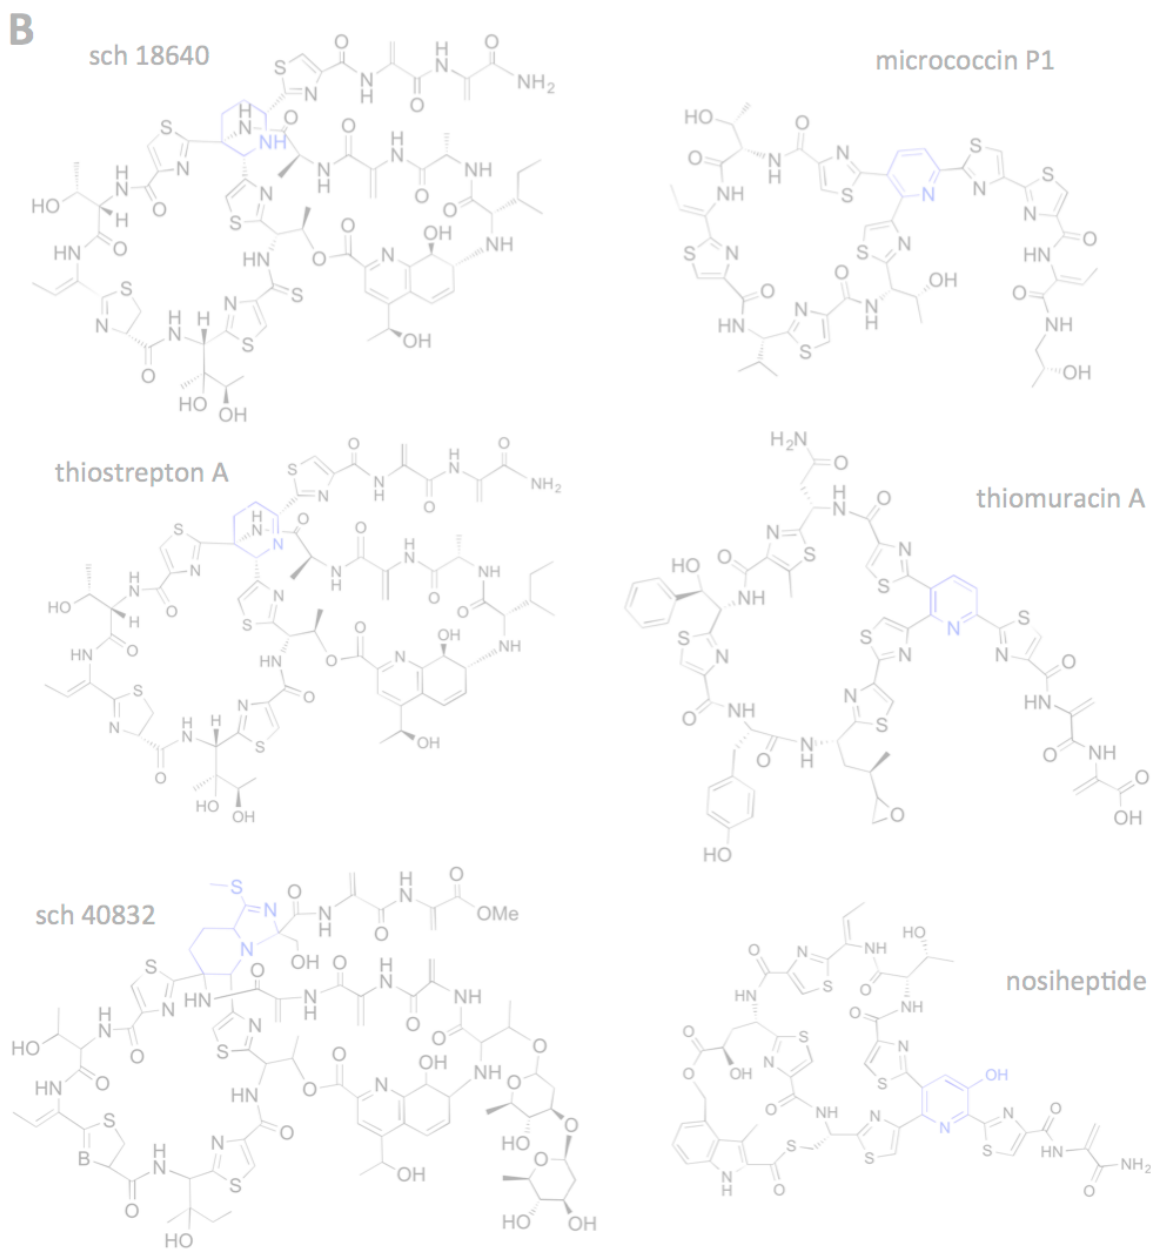 B
sch 18640
micrococcin P1
thiostrepton A
thiomuracin A
sch 40832
nosiheptide